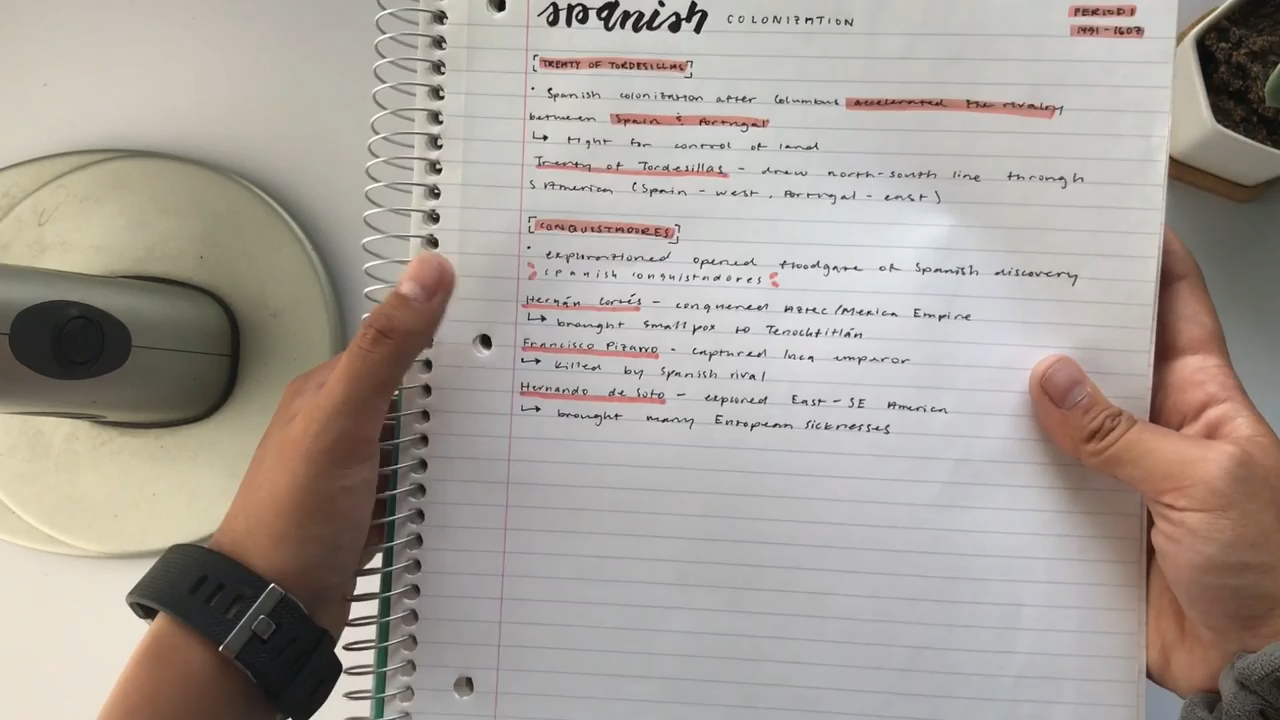 spanish COLONIZATION
PERIOD 1
1491-1607
[TREATY OF TORDESILLAS]
• Spanish colonization after Columbus accelerated the rivalry
between Spain & Portugal
↳ fight for control of land
Treaty of Tordesillas - drew north-south line through
S America (Spain - west, Portugal - east)
[CONQUISTADORES]
• opened floodgate of Spanish discovery
spanish conquistadores
Hernán Cortés - conquered Aztec/Mexica Empire
↳ brought smallpox to Tenochtitlán
Francisco Pizarro - captured Inca emperor
↳ killed by Spanish rival
Hernando de Soto - explored East-SE America
↳ brought many European sicknesses